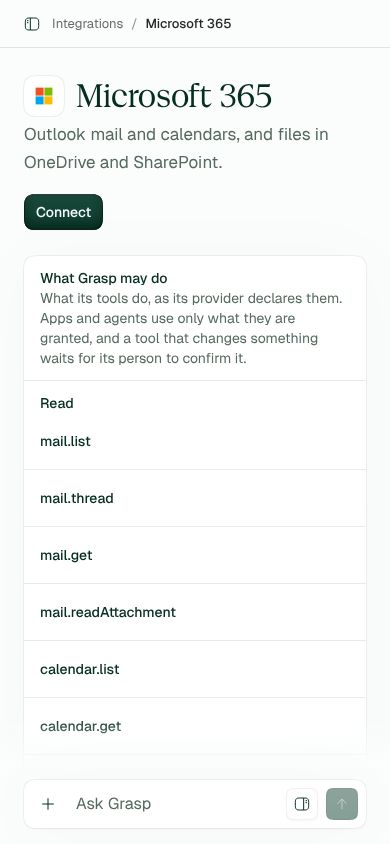 Integrations / Microsoft 365
Microsoft 365
Outlook mail and calendars, and files in
OneDrive and SharePoint.
Connect
What Grasp may do
What its tools do, as its provider declares them.
Apps and agents use only what they are
granted, and a tool that changes something
waits for its person to confirm it.
Read
mail.list
mail.thread
mail.get
mail.readAttachment
calendar.list
calendar.get
Ask Grasp